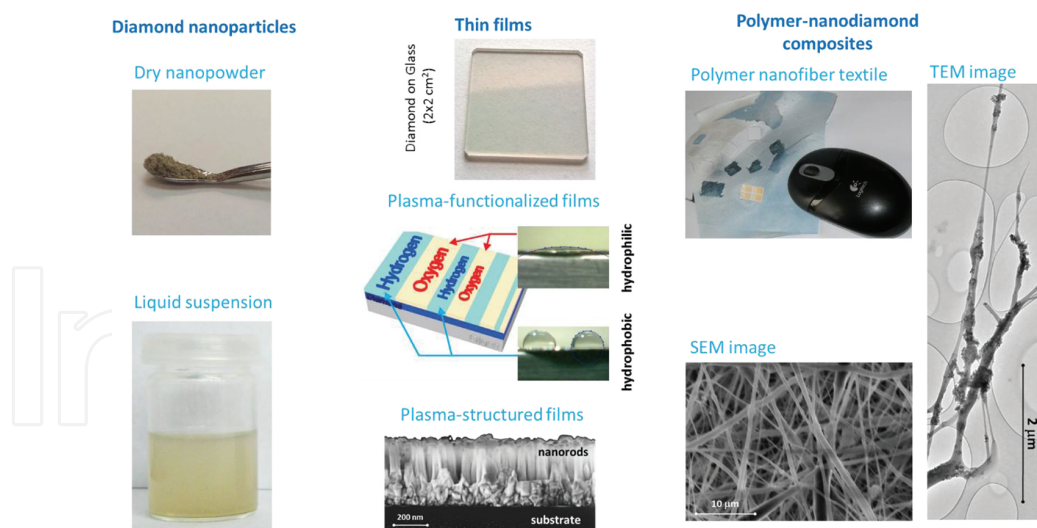 Diamond nanoparticles
Dry nanopowder
Liquid suspension
Thin films
Diamond on Glass
(2x2 cm²)
Plasma-functionalized films
Hydrogen
Oxygen
Hydrogen
Oxygen
hydrophilic
hydrophobic
Plasma-structured films
nanorods
200 nm
substrate
Polymer-nanodiamond
composites
Polymer nanofiber textile
Logitech
SEM image
10 µm
TEM image
2 µm